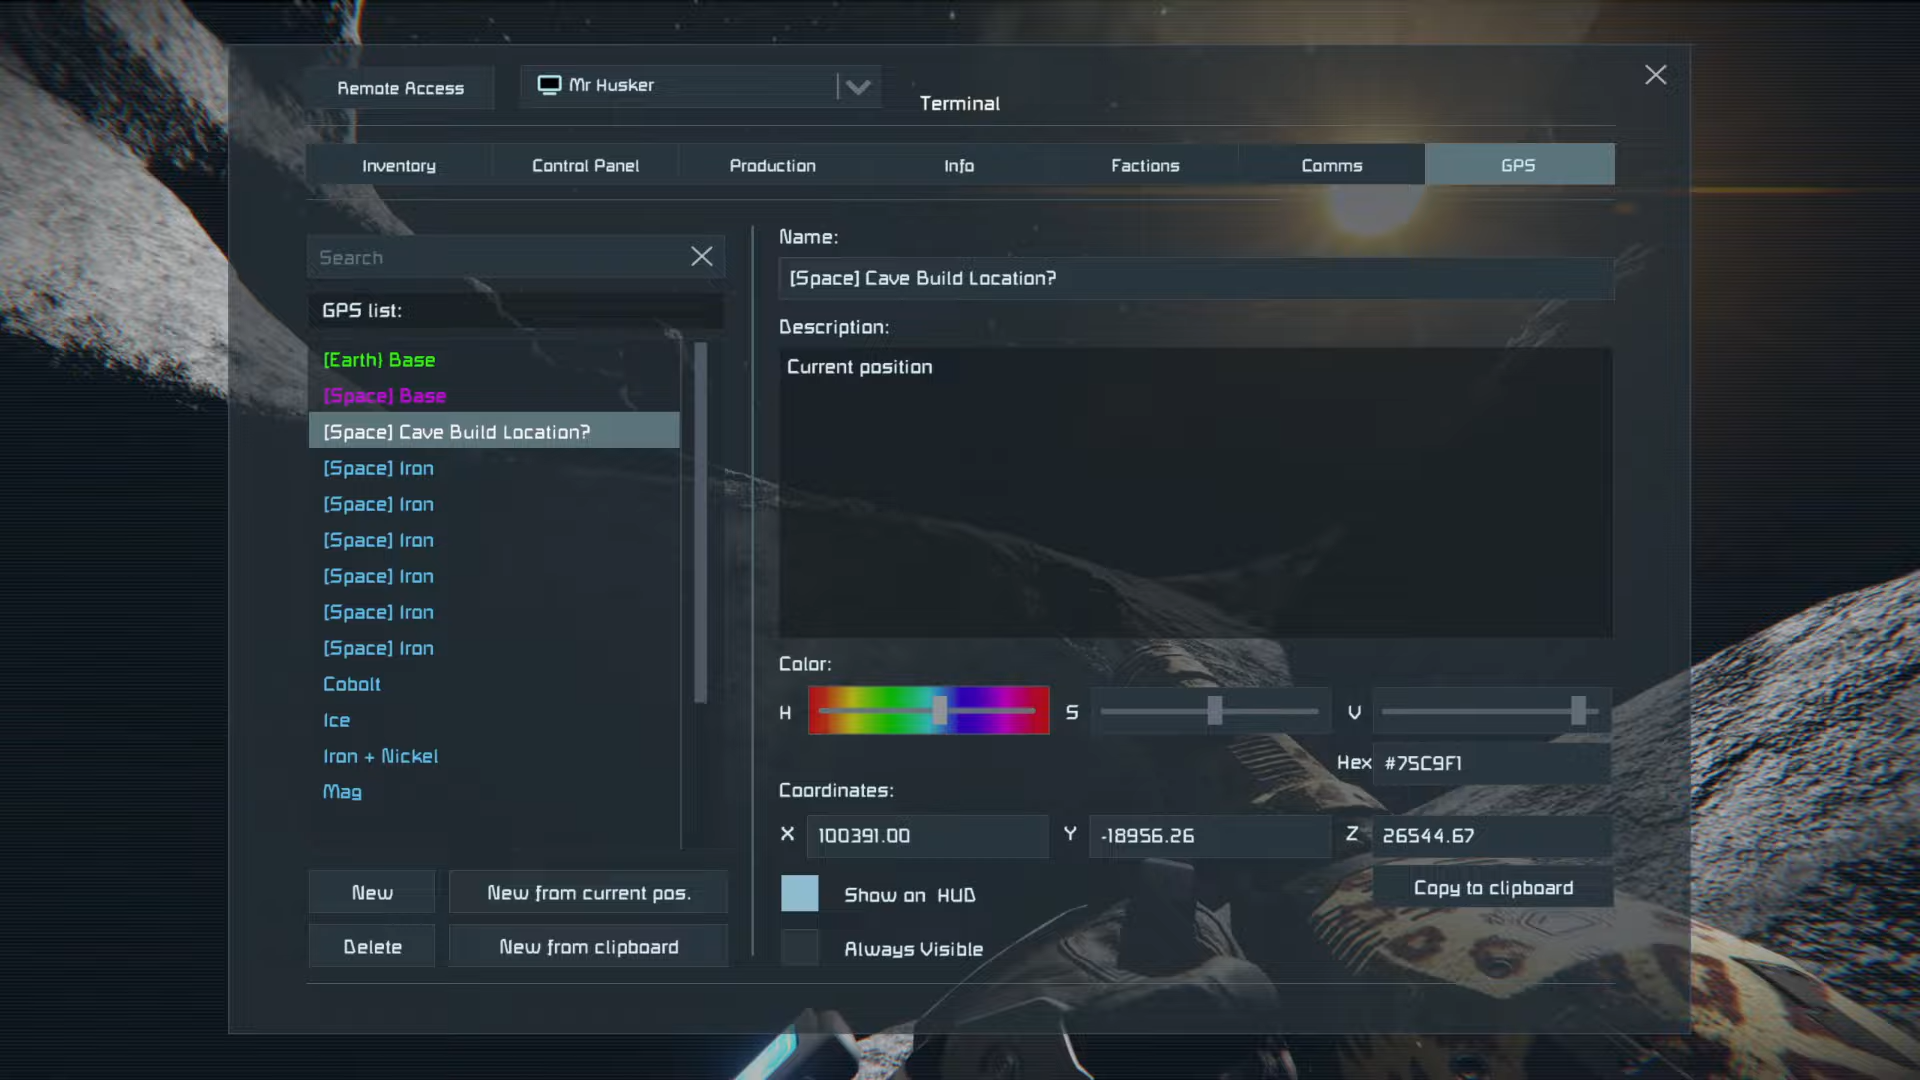 Remote Access
Mr Husker
Terminal
Inventory
Control Panel
Production
Info
Factions
Comms
GPS
Search
GPS list:
[Earth} Base
[Space] Base
[Space] Cave Build Location?
[Space] Iron
[Space] Iron
[Space] Iron
[Space] Iron
[Space] Iron
[Space] Iron
Cobolt
Ice
Iron + Nickel
Mag
New
New from current pos.
Delete
New from clipboard
Name:
[Space] Cave Build Location?
Description:
Current position
Color:
H
S
V
Hex #75C9F1
Coordinates:
X 100391.00
Y -18956.26
Z 26544.67
Show on HUD
Copy to clipboard
Always Visible